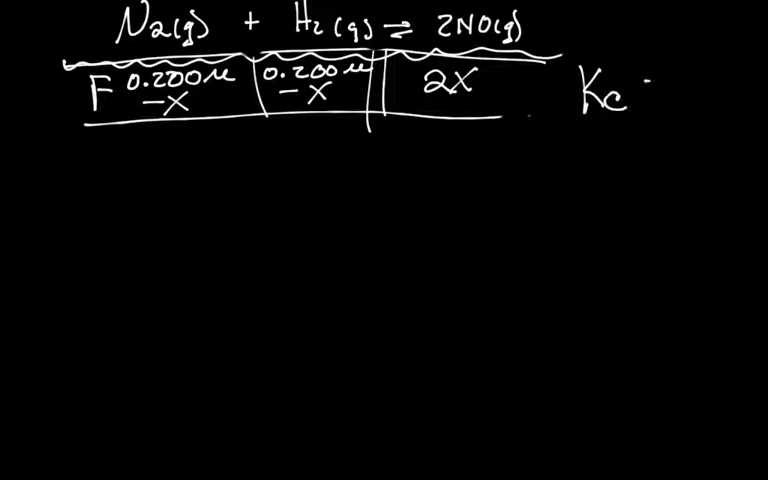 N2(g) + H2(g) ⇌ 2NO(g)
F 0.200M 0.200M 2X
-X -X
Kc